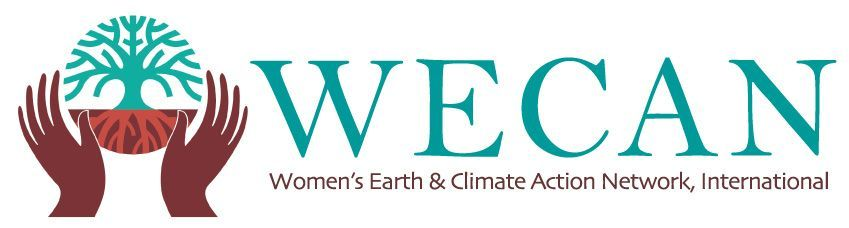 WECAN
Women's Earth & Climate Action Network, International